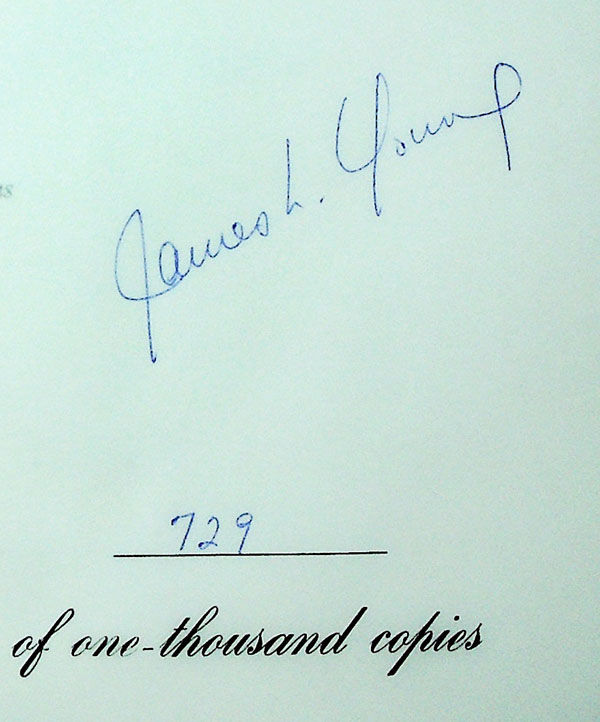 James L. Young
729
of one-thousand copies